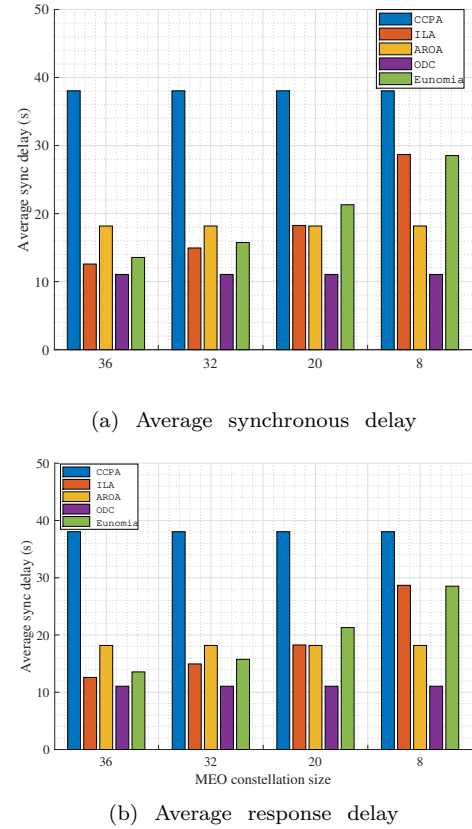 50
40
30
20
10
0
Average sync delay (s)
CCPA
ILA
AROA
ODC
Eunomia
36 32 20 8
(a) Average synchronous delay
50
40
30
20
10
0
Average sync delay (s)
CCPA
ILA
AROA
ODC
Eunomia
36 32 20 8
MEO constellation size
(b) Average response delay